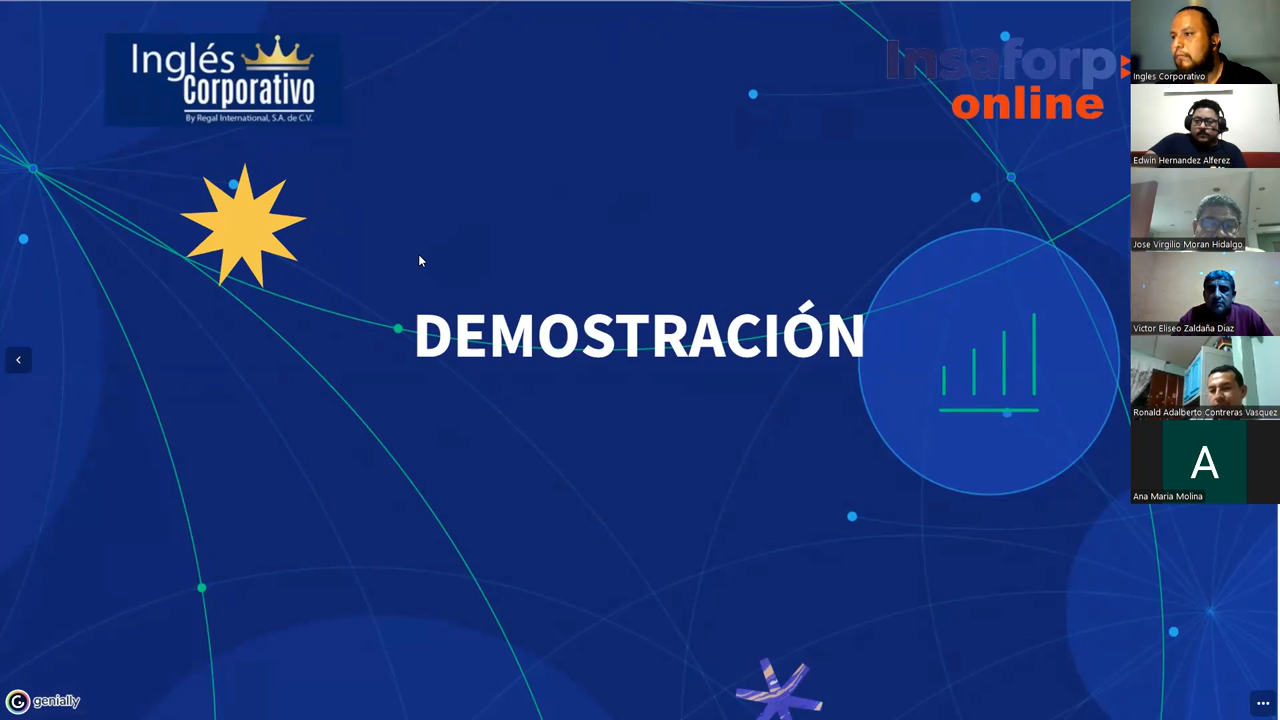 Inglés
Corporativo
By Regal International, S.A. de C.V.
Insaforp
online
DEMOSTRACIÓN
genially
Ingles Corporativo
Edwin Hernandez Alferez
Jose Virgilio Moran Hidalgo
Victor Eliseo Zaldaña Diaz
Ronald Adalberto Contreras Vasquez
A
Ana Maria Molina